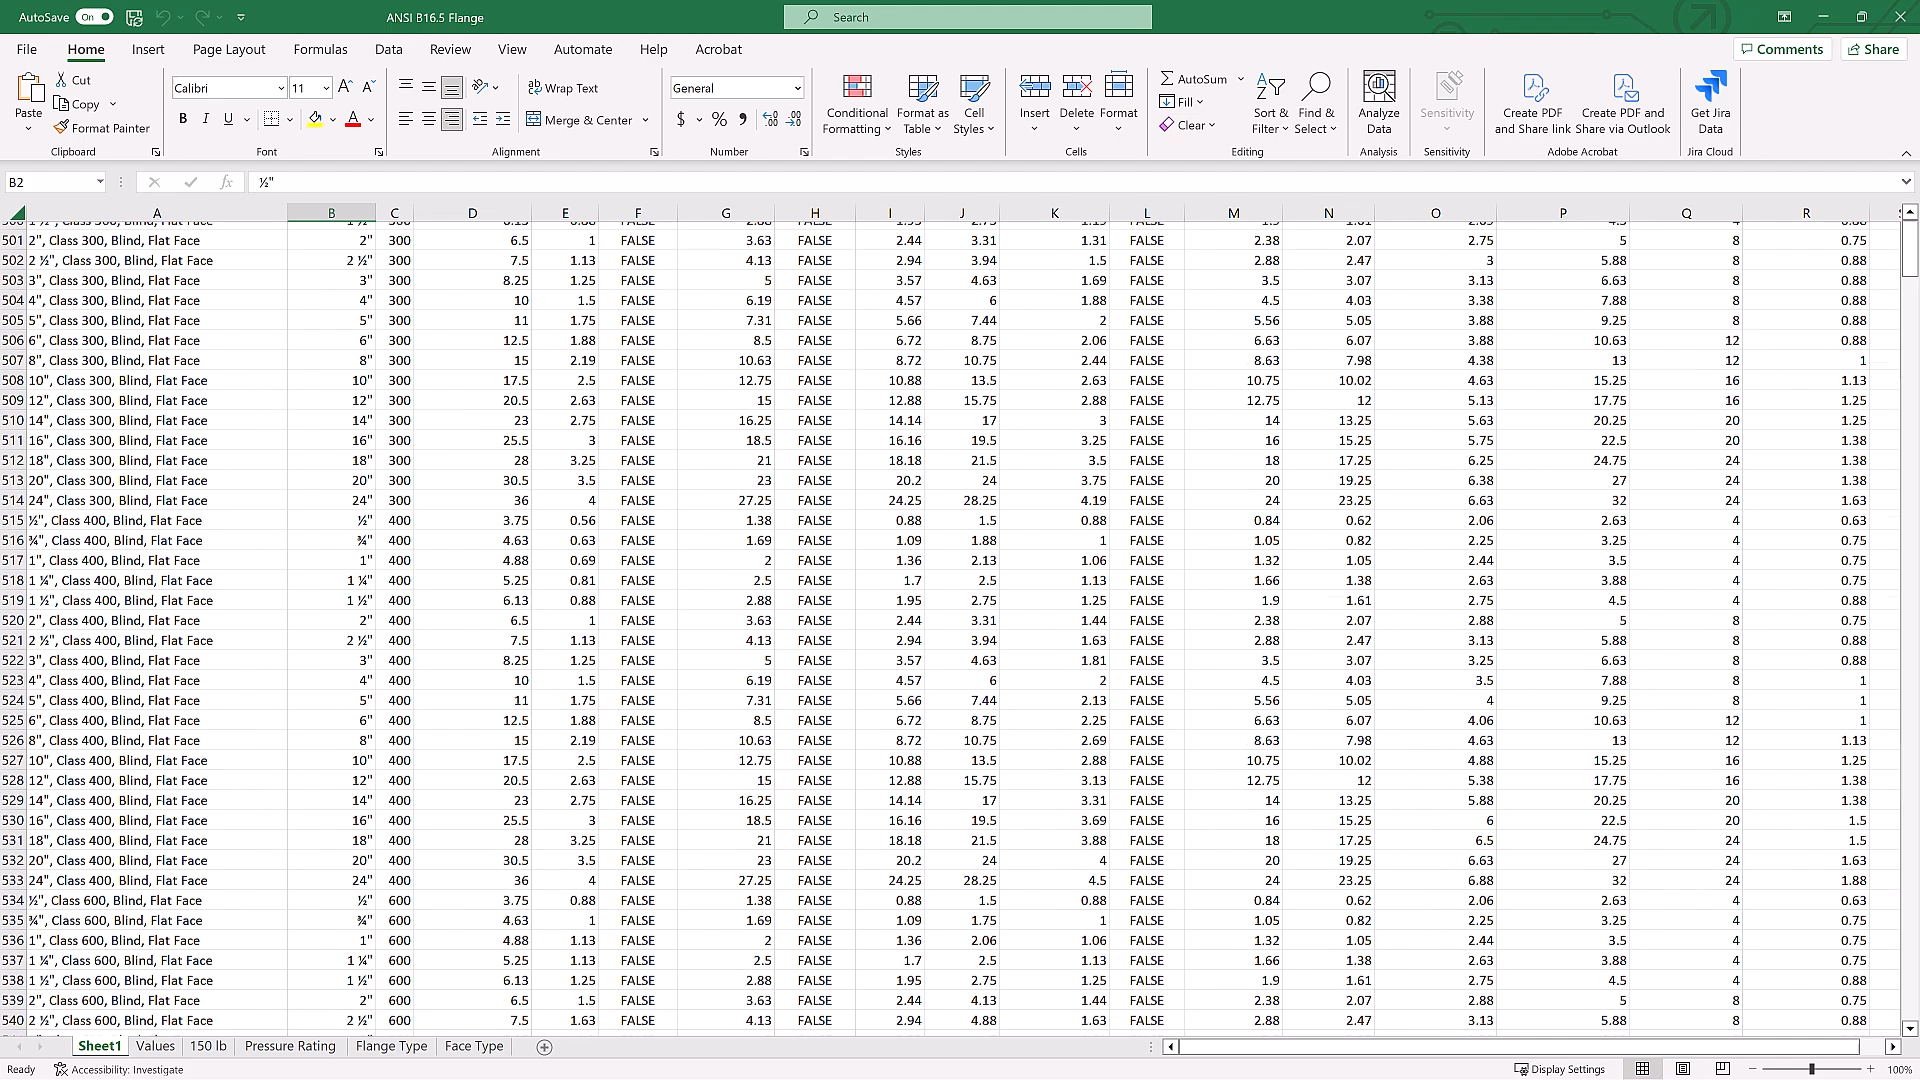 AutoSave On ANSI B16.5 Flange Search
File Home Insert Page Layout Formulas Data Review View Automate Help Acrobat Comments Share
Paste Cut Copy Format Painter Clipboard
Calibri 11 B I U A Font
Wrap Text Merge & Center Alignment
General $ % Number
Conditional Formatting Format as Table Cell Styles Styles
Insert Delete Format Cells
AutoSum Fill Clear Sort & Filter Find & Select Editing
Analyze Data Analysis
Sensitivity Sensitivity
Create PDF and Share link Create PDF and Share via Outlook Adobe Acrobat
Get Jira Data Jira Cloud
B2 fx ½"
A B C D E F G H I J K L M N O P Q R
501 2", Class 300, Blind, Flat Face 2" 300 6.5 1 FALSE 3.63 FALSE 2.44 3.31 1.31 FALSE 2.38 2.07 2.75 5 8 0.75
502 2 ½", Class 300, Blind, Flat Face 2 ½" 300 7.5 1.13 FALSE 4.13 FALSE 2.94 3.94 1.5 FALSE 2.88 2.47 3 5.88 8 0.88
503 3", Class 300, Blind, Flat Face 3" 300 8.25 1.25 FALSE 5 FALSE 3.57 4.63 1.69 FALSE 3.5 3.07 3.13 6.63 8 0.88
504 4", Class 300, Blind, Flat Face 4" 300 10 1.5 FALSE 6.19 FALSE 4.57 6 1.88 FALSE 4.5 4.03 3.38 7.88 8 0.88
505 5", Class 300, Blind, Flat Face 5" 300 11 1.75 FALSE 7.31 FALSE 5.66 7.44 2 FALSE 5.56 5.05 3.88 9.25 8 0.88
506 6", Class 300, Blind, Flat Face 6" 300 12.5 1.88 FALSE 8.5 FALSE 6.72 8.75 2.06 FALSE 6.63 6.07 3.88 10.63 12 0.88
507 8", Class 300, Blind, Flat Face 8" 300 15 2.19 FALSE 10.63 FALSE 8.72 10.75 2.44 FALSE 8.63 7.98 4.38 13 12 1
508 10", Class 300, Blind, Flat Face 10" 300 17.5 2.5 FALSE 12.75 FALSE 10.88 13.5 2.63 FALSE 10.75 10.02 4.63 15.25 16 1.13
509 12", Class 300, Blind, Flat Face 12" 300 20.5 2.63 FALSE 15 FALSE 12.88 15.75 2.88 FALSE 12.75 12 5.13 17.75 16 1.25
510 14", Class 300, Blind, Flat Face 14" 300 23 2.75 FALSE 16.25 FALSE 14.14 17 3 FALSE 14 13.25 5.63 20.25 20 1.25
511 16", Class 300, Blind, Flat Face 16" 300 25.5 3 FALSE 18.5 FALSE 16.16 19.5 3.25 FALSE 16 15.25 5.75 22.5 20 1.38
512 18", Class 300, Blind, Flat Face 18" 300 28 3.25 FALSE 21 FALSE 18.18 21.5 3.5 FALSE 18 17.25 6.25 24.75 24 1.38
513 20", Class 300, Blind, Flat Face 20" 300 30.5 3.5 FALSE 23 FALSE 20.2 24 3.75 FALSE 20 19.25 6.38 27 24 1.38
514 24", Class 300, Blind, Flat Face 24" 300 36 4 FALSE 27.25 FALSE 24.25 28.25 4.19 FALSE 24 23.25 6.63 32 24 1.63
515 ½", Class 400, Blind, Flat Face ½" 400 3.75 0.56 FALSE 1.38 FALSE 0.88 1.5 0.88 FALSE 0.84 0.62 2.06 2.63 4 0.63
516 ¾", Class 400, Blind, Flat Face ¾" 400 4.63 0.63 FALSE 1.69 FALSE 1.09 1.88 1 FALSE 1.05 0.82 2.25 3.25 4 0.75
517 1", Class 400, Blind, Flat Face 1" 400 4.88 0.69 FALSE 2 FALSE 1.36 2.13 1.06 FALSE 1.32 1.05 2.44 3.5 4 0.75
518 1 ¼", Class 400, Blind, Flat Face 1 ¼" 400 5.25 0.81 FALSE 2.5 FALSE 1.7 2.5 1.13 FALSE 1.66 1.38 2.63 3.88 4 0.75
519 1 ½", Class 400, Blind, Flat Face 1 ½" 400 6.13 0.88 FALSE 2.88 FALSE 1.95 2.75 1.25 FALSE 1.9 1.61 2.75 4.5 4 0.88
520 2", Class 400, Blind, Flat Face 2" 400 6.5 1 FALSE 3.63 FALSE 2.44 3.31 1.44 FALSE 2.38 2.07 2.88 5 8 0.75
521 2 ½", Class 400, Blind, Flat Face 2 ½" 400 7.5 1.13 FALSE 4.13 FALSE 2.94 3.94 1.63 FALSE 2.88 2.47 3.13 5.88 8 0.88
522 3", Class 400, Blind, Flat Face 3" 400 8.25 1.25 FALSE 5 FALSE 3.57 4.63 1.81 FALSE 3.5 3.07 3.25 6.63 8 0.88
523 4", Class 400, Blind, Flat Face 4" 400 10 1.5 FALSE 6.19 FALSE 4.57 6 2 FALSE 4.5 4.03 3.5 7.88 8 1
524 5", Class 400, Blind, Flat Face 5" 400 11 1.75 FALSE 7.31 FALSE 5.66 7.44 2.13 FALSE 5.56 5.05 4 9.25 8 1
525 6", Class 400, Blind, Flat Face 6" 400 12.5 1.88 FALSE 8.5 FALSE 6.72 8.75 2.25 FALSE 6.63 6.07 4.06 10.63 12 1
526 8", Class 400, Blind, Flat Face 8" 400 15 2.19 FALSE 10.63 FALSE 8.72 10.75 2.69 FALSE 8.63 7.98 4.63 13 12 1.13
527 10", Class 400, Blind, Flat Face 10" 400 17.5 2.5 FALSE 12.75 FALSE 10.88 13.5 2.88 FALSE 10.75 10.02 4.88 15.25 16 1.25
528 12", Class 400, Blind, Flat Face 12" 400 20.5 2.63 FALSE 15 FALSE 12.88 15.75 3.13 FALSE 12.75 12 5.38 17.75 16 1.38
529 14", Class 400, Blind, Flat Face 14" 400 23 2.75 FALSE 16.25 FALSE 14.14 17 3.31 FALSE 14 13.25 5.88 20.25 20 1.38
530 16", Class 400, Blind, Flat Face 16" 400 25.5 3 FALSE 18.5 FALSE 16.16 19.5 3.69 FALSE 16 15.25 6 22.5 20 1.5
531 18", Class 400, Blind, Flat Face 18" 400 28 3.25 FALSE 21 FALSE 18.18 21.5 3.88 FALSE 18 17.25 6.5 24.75 24 1.5
532 20", Class 400, Blind, Flat Face 20" 400 30.5 3.5 FALSE 23 FALSE 20.2 24 4 FALSE 20 19.25 6.63 27 24 1.63
533 24", Class 400, Blind, Flat Face 24" 400 36 4 FALSE 27.25 FALSE 24.25 28.25 4.5 FALSE 24 23.25 6.88 32 24 1.88
534 ½", Class 600, Blind, Flat Face ½" 600 3.75 0.88 FALSE 1.38 FALSE 0.88 1.5 0.88 FALSE 0.84 0.62 2.06 2.63 4 0.63
535 ¾", Class 600, Blind, Flat Face ¾" 600 4.63 1 FALSE 1.69 FALSE 1.09 1.75 1 FALSE 1.05 0.82 2.25 3.25 4 0.75
536 1", Class 600, Blind, Flat Face 1" 600 4.88 1.13 FALSE 2 FALSE 1.36 2.06 1.06 FALSE 1.32 1.05 2.44 3.5 4 0.75
537 1 ¼", Class 600, Blind, Flat Face 1 ¼" 600 5.25 1.13 FALSE 2.5 FALSE 1.7 2.5 1.13 FALSE 1.66 1.38 2.63 3.88 4 0.75
538 1 ½", Class 600, Blind, Flat Face 1 ½" 600 6.13 1.25 FALSE 2.88 FALSE 1.95 2.75 1.25 FALSE 1.9 1.61 2.75 4.5 4 0.88
539 2", Class 600, Blind, Flat Face 2" 600 6.5 1.5 FALSE 3.63 FALSE 2.44 4.13 1.44 FALSE 2.38 2.07 2.88 5 8 0.75
540 2 ½", Class 600, Blind, Flat Face 2 ½" 600 7.5 1.63 FALSE 4.13 FALSE 2.94 4.88 1.63 FALSE 2.88 2.47 3.13 5.88 8 0.88
Sheet1 Values 150 lb Pressure Rating Flange Type Face Type
Ready Accessibility: Investigate Display Settings 100%